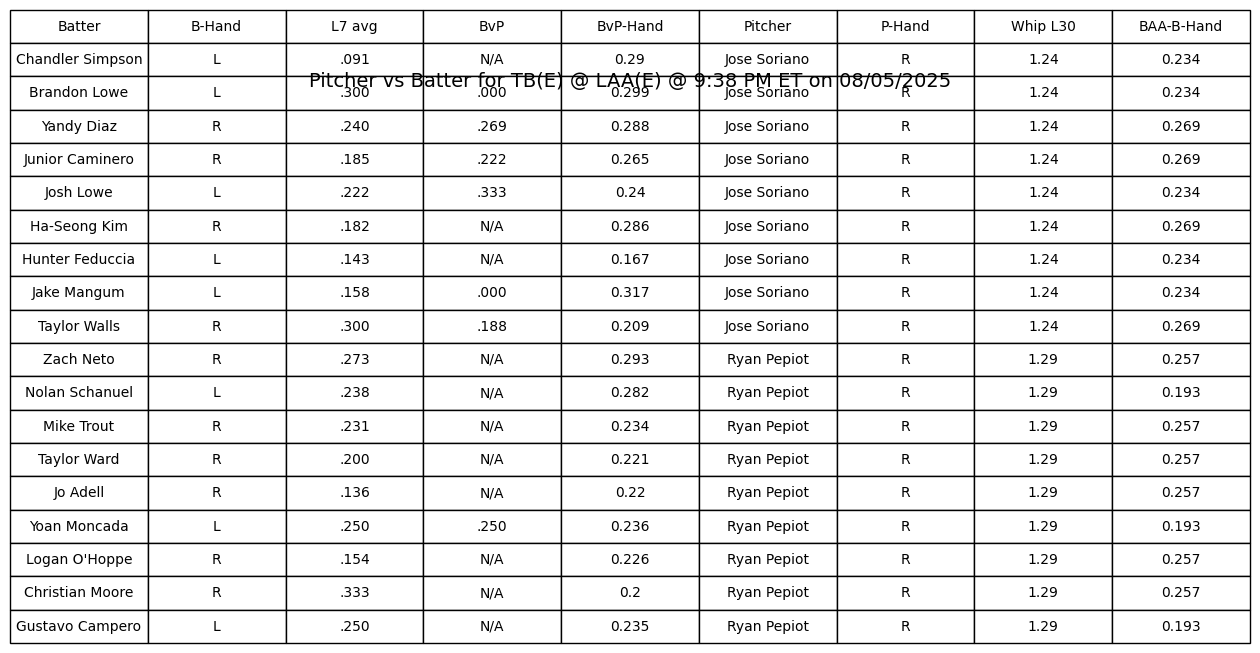 Batter B-Hand L7 avg BvP BvP-Hand Pitcher P-Hand Whip L30 BAA-B-Hand
Chandler Simpson L .091 N/A 0.29 Jose Soriano R 1.24 0.234
Pitcher vs Batter for TB(E) @ LAA(E) @ 9:38 PM ET on 08/05/2025
Brandon Lowe L .300 .000 0.299 Jose Soriano R 1.24 0.234
Yandy Diaz R .240 .269 0.288 Jose Soriano R 1.24 0.269
Junior Caminero R .185 .222 0.265 Jose Soriano R 1.24 0.269
Josh Lowe L .222 .333 0.24 Jose Soriano R 1.24 0.234
Ha-Seong Kim R .182 N/A 0.286 Jose Soriano R 1.24 0.269
Hunter Feduccia L .143 N/A 0.167 Jose Soriano R 1.24 0.234
Jake Mangum L .158 .000 0.317 Jose Soriano R 1.24 0.234
Taylor Walls R .300 .188 0.209 Jose Soriano R 1.24 0.269
Zach Neto R .273 N/A 0.293 Ryan Pepiot R 1.29 0.257
Nolan Schanuel L .238 N/A 0.282 Ryan Pepiot R 1.29 0.193
Mike Trout R .231 N/A 0.234 Ryan Pepiot R 1.29 0.257
Taylor Ward R .200 N/A 0.221 Ryan Pepiot R 1.29 0.257
Jo Adell R .136 N/A 0.22 Ryan Pepiot R 1.29 0.257
Yoan Moncada L .250 .250 0.236 Ryan Pepiot R 1.29 0.193
Logan O'Hoppe R .154 N/A 0.226 Ryan Pepiot R 1.29 0.257
Christian Moore R .333 N/A 0.2 Ryan Pepiot R 1.29 0.257
Gustavo Campero L .250 N/A 0.235 Ryan Pepiot R 1.29 0.193